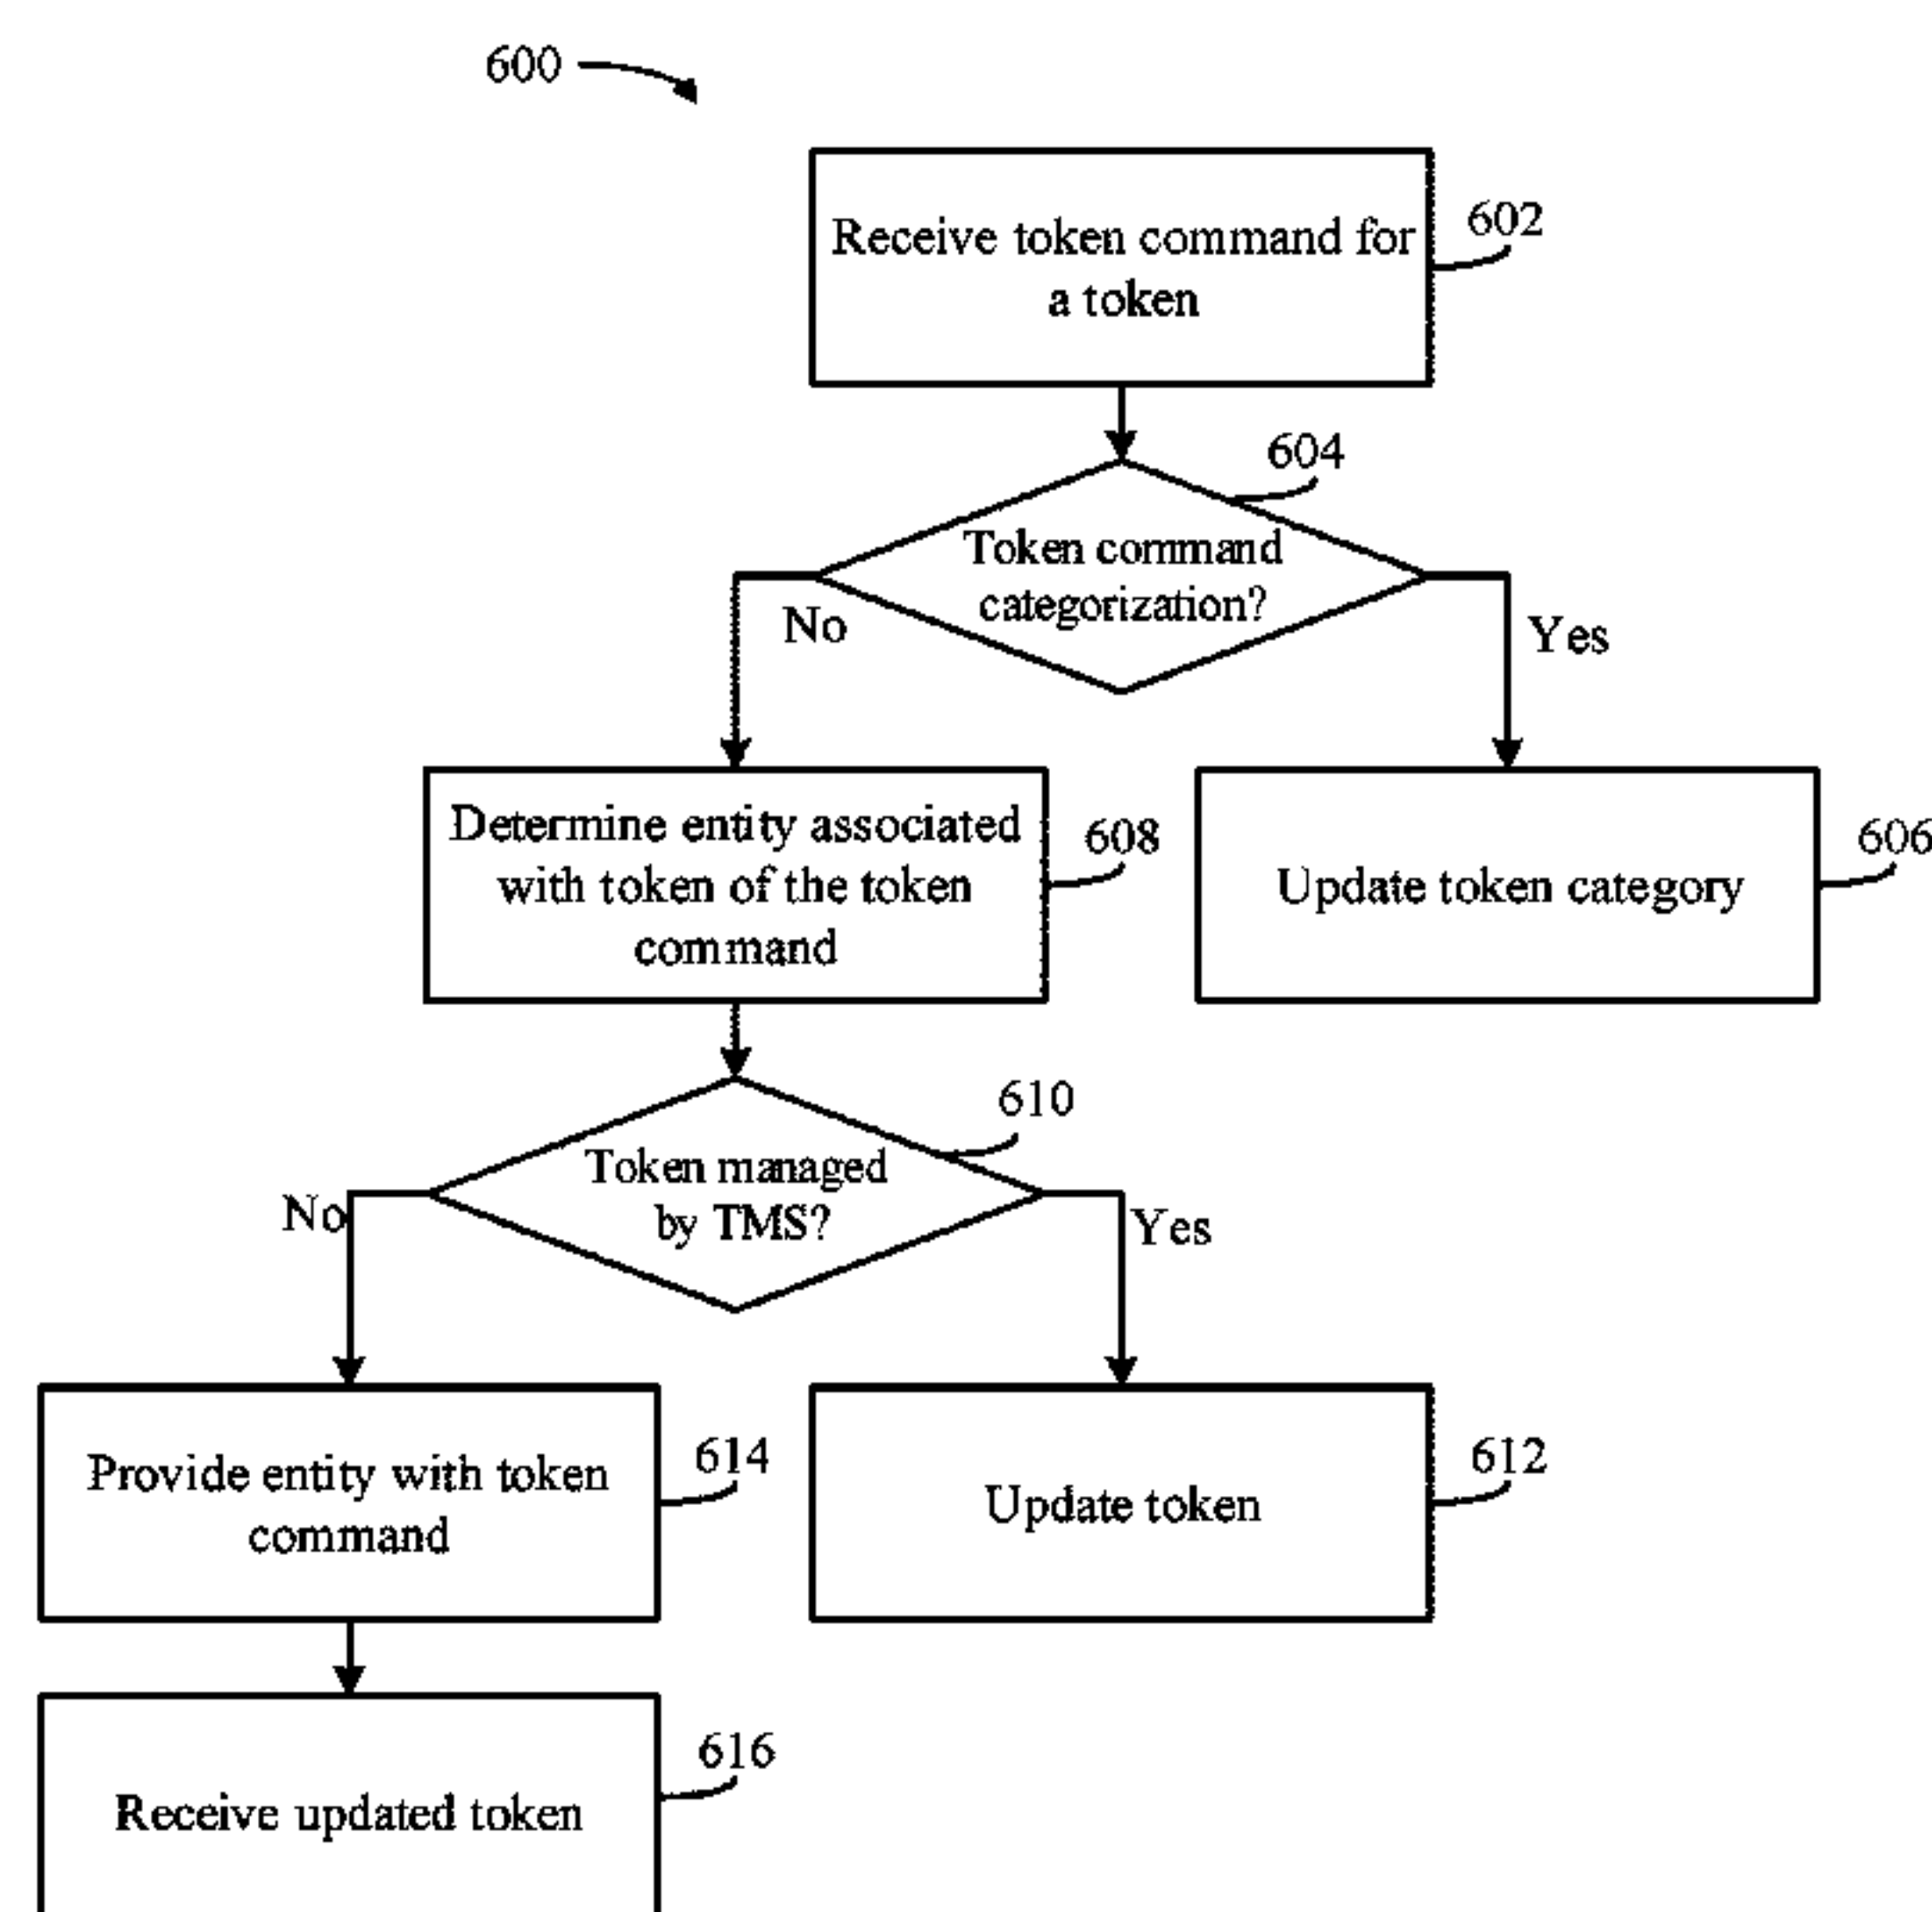 600
Receive token command for
a token
602
604
Token command
categorization?
No
Yes
Determine entity associated
with token of the token
command
608
Update token category
606
610
Token managed
by TMS?
No
Yes
Provide entity with token
command
614
Update token
612
Receive updated token
616